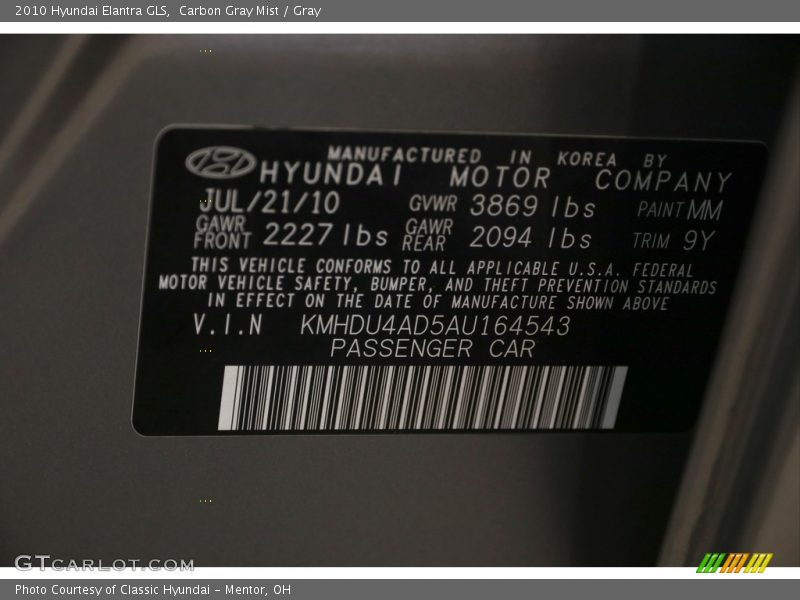 2010 Hyundai Elantra GLS, Carbon Gray Mist / Gray
MANUFACTURED IN KOREA BY
HYUNDAI MOTOR COMPANY
JUL/21/10 GVWR 3869 lbs PAINT MM
GAWR FRONT 2227 lbs GAWR REAR 2094 lbs TRIM 9Y
THIS VEHICLE CONFORMS TO ALL APPLICABLE U.S.A. FEDERAL
MOTOR VEHICLE SAFETY, BUMPER, AND THEFT PREVENTION STANDARDS
IN EFFECT ON THE DATE OF MANUFACTURE SHOWN ABOVE
V.I.N KMHDU4AD5AU164543
PASSENGER CAR
GTCARLOT.COM
Photo Courtesy of Classic Hyundai - Mentor, OH